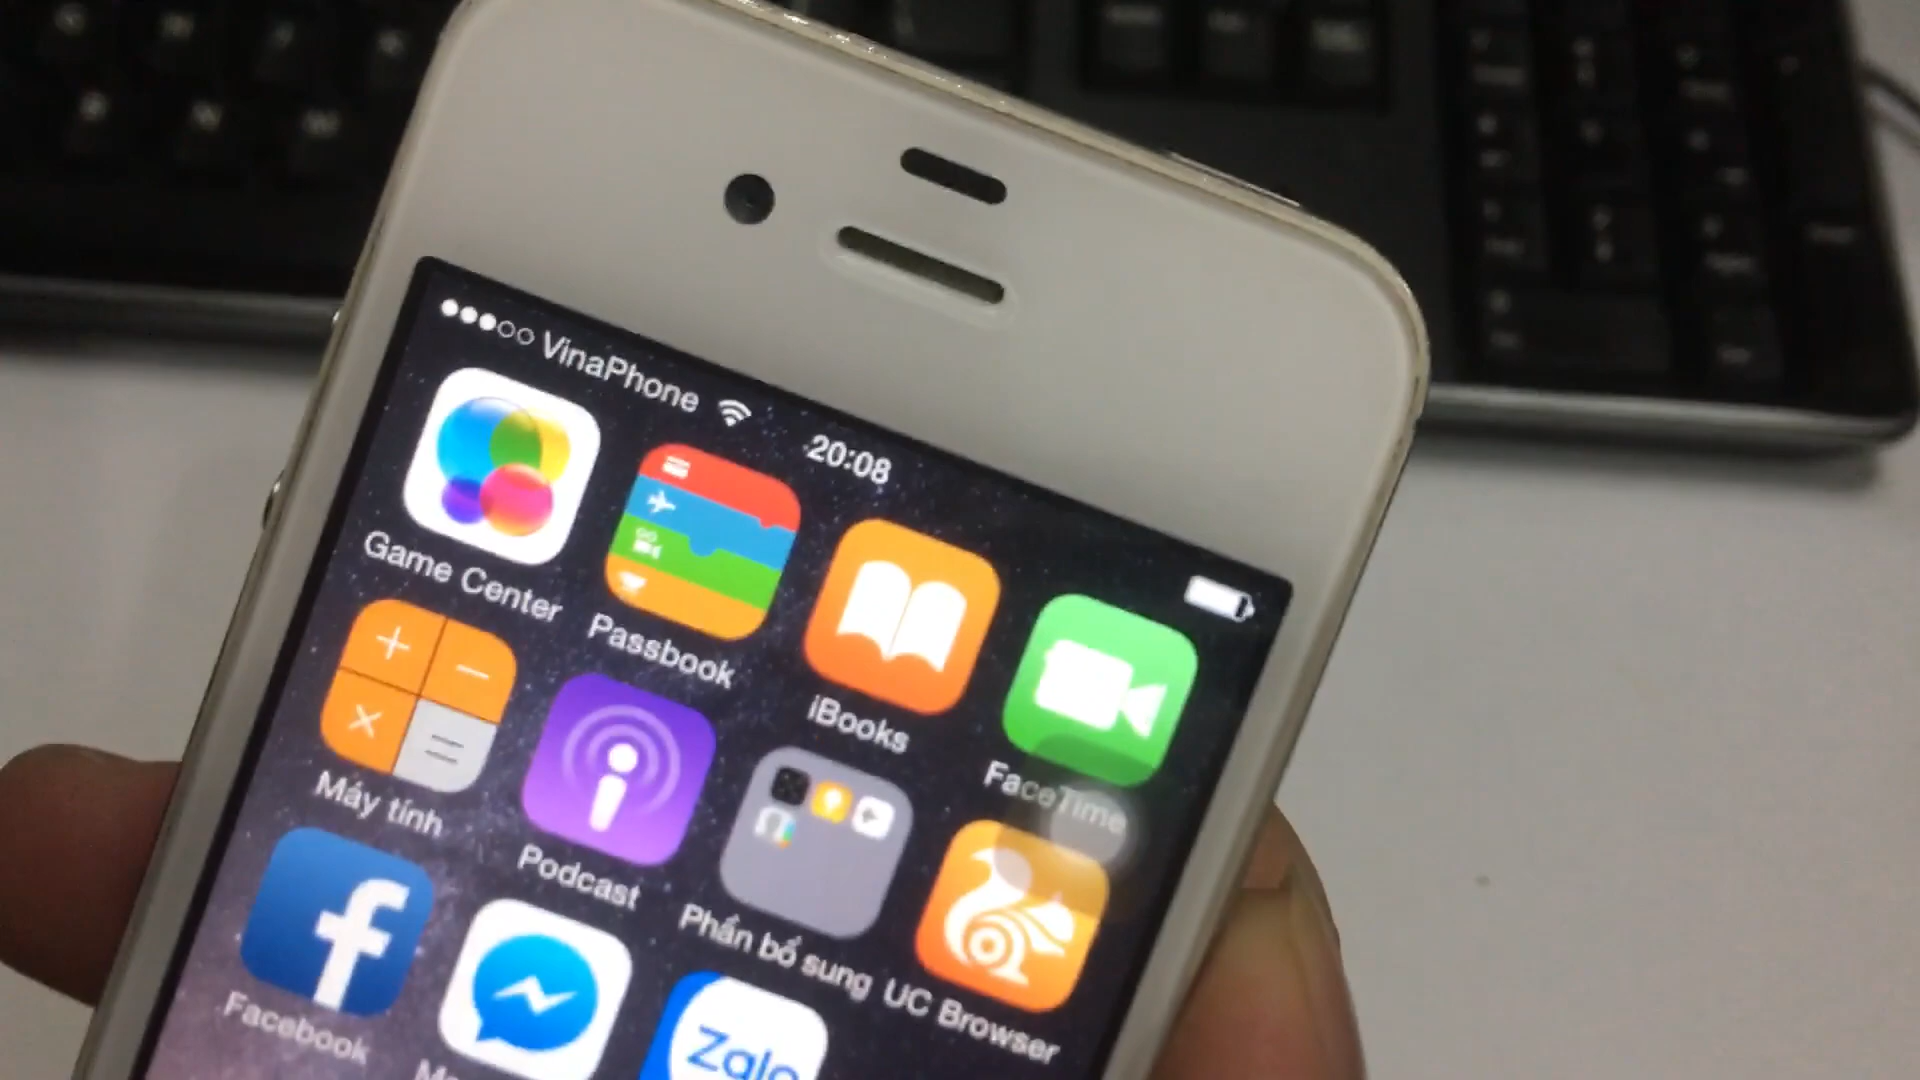 VinaPhone 20:08
Game Center Passbook iBooks FaceTime
Máy tính Podcast Phần bổ sung UC Browser
Facebook
Zalo